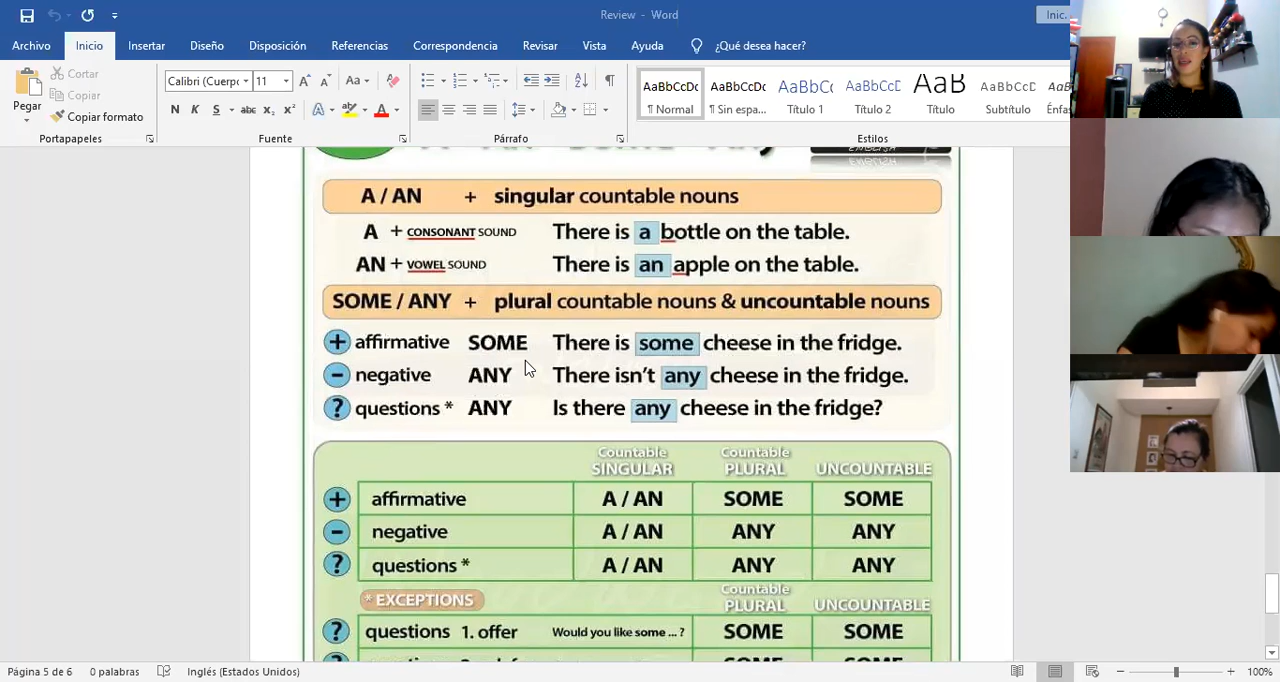 Review - Word
Inic.
Archivo Inicio Insertar Diseño Disposición Referencias Correspondencia Revisar Vista Ayuda ¿Qué desea hacer?
Pegar
Cortar
Copiar
Copiar formato
Calibri (Cuerpo 11
AaBbCcDc AaBbCcDc AaBbCc AaBbCcD AaB AaBbCcD
N K S abc
¶ Normal ¶ Sin espa... Título 1 Título 2 Título Subtítulo Énfas
Portapapeles Fuente Párrafo Estilos
A / AN + singular countable nouns
A + CONSONANT SOUND There is a bottle on the table.
AN + VOWEL SOUND There is an apple on the table.
SOME / ANY + plural countable nouns & uncountable nouns
+ affirmative SOME There is some cheese in the fridge.
− negative ANY There isn't any cheese in the fridge.
? questions * ANY Is there any cheese in the fridge?
Countable SINGULAR Countable PLURAL UNCOUNTABLE
+ affirmative A / AN SOME SOME
− negative A / AN ANY ANY
? questions * A / AN ANY ANY
* EXCEPTIONS Countable PLURAL UNCOUNTABLE
? questions 1. offer Would you like some ... ? SOME SOME
Página 5 de 6 0 palabras Inglés (Estados Unidos) 100%